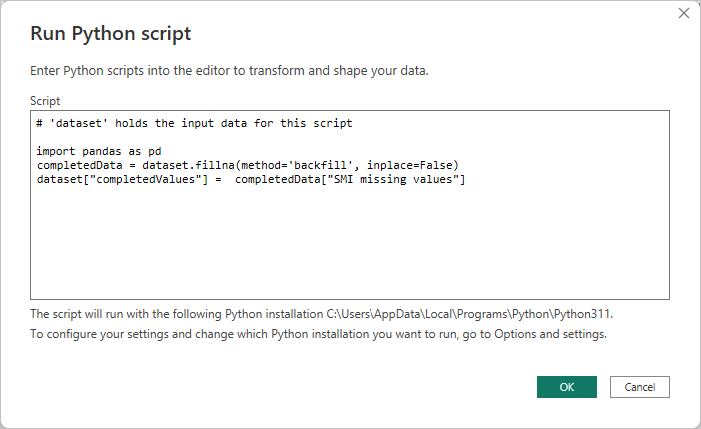 Run Python script
Enter Python scripts into the editor to transform and shape your data.
Script
# 'dataset' holds the input data for this script
import pandas as pd
completedData = dataset.fillna(method='backfill', inplace=False)
dataset["completedValues"] =  completedData["SMI missing values"]
The script will run with the following Python installation C:\Users\AppData\Local\Programs\Python\Python311.
To configure your settings and change which Python installation you want to run, go to Options and settings.
OK
Cancel